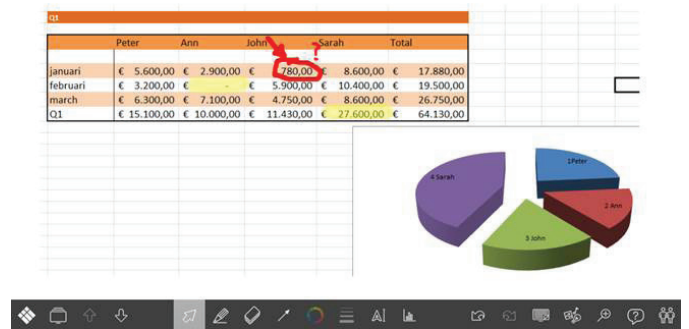 Q1
Peter Ann John Sarah Total
?
januari € 5.600,00 € 2.900,00 € 780,00 € 8.600,00 € 17.880,00
februari € 3.200,00 € - € 5.900,00 € 10.400,00 € 19.500,00
march € 6.300,00 € 7.100,00 € 4.750,00 € 8.600,00 € 26.750,00
Q1 € 15.100,00 € 10.000,00 € 11.430,00 € 27.600,00 € 64.130,00
1Peter
4 Sarah
2 Ann
3 John
A
?